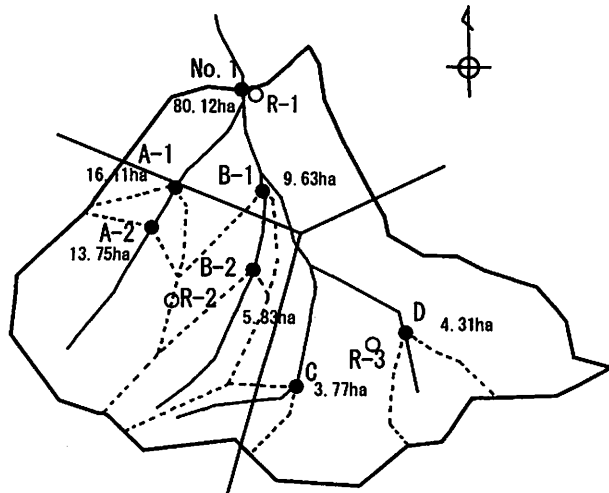 No. 1
R-1
80.12ha
A-1
16.11ha
B-1
9.63ha
A-2
13.75ha
B-2
R-2
5.83ha
D
4.31ha
R-3
C
3.77ha